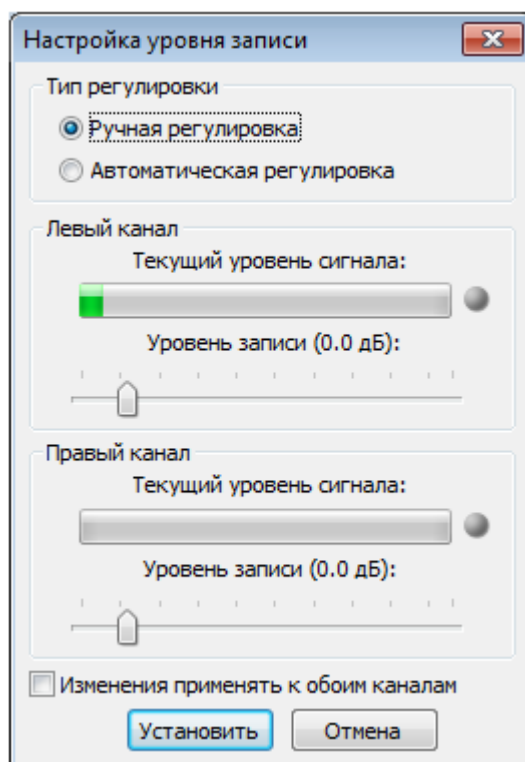 Настройка уровня записи
Тип регулировки
Ручная регулировка
Автоматическая регулировка
Левый канал
Текущий уровень сигнала:
Уровень записи (0.0 дБ):
Правый канал
Текущий уровень сигнала:
Уровень записи (0.0 дБ):
Изменения применять к обоим каналам
Установить Отмена